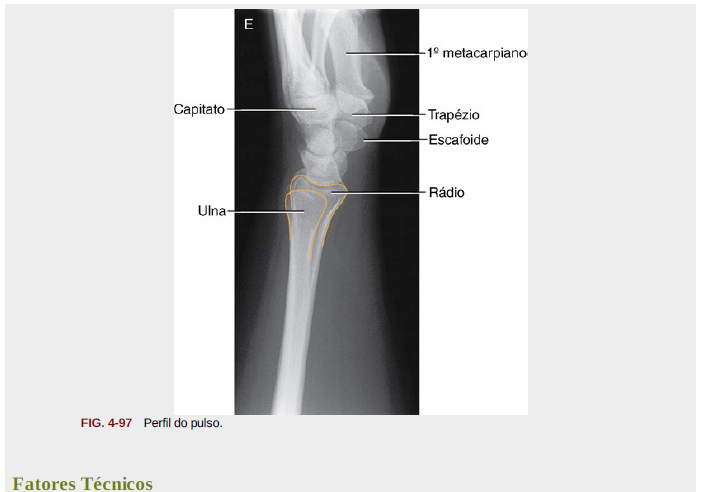 E
1º metacarpiano
Capitato
Trapézio
Escafoide
Rádio
Ulna
FIG. 4-97 Perfil do pulso.
Fatores Técnicos